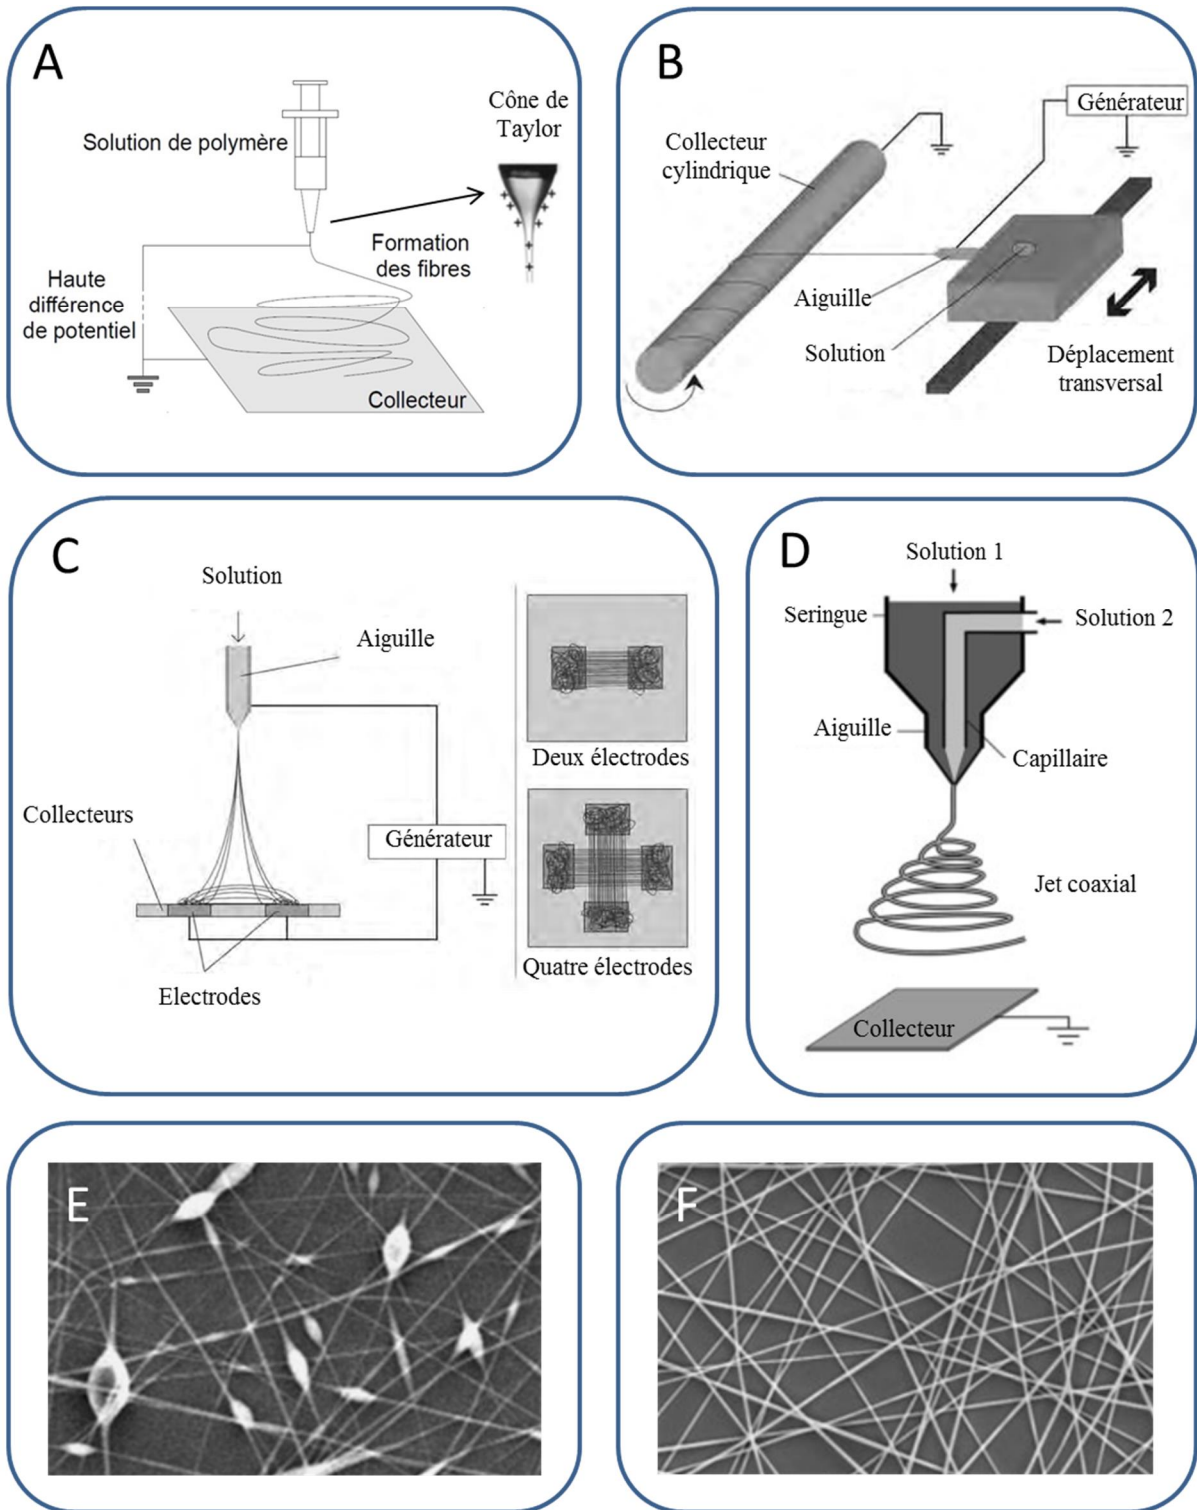 A
Solution de polymère
Cône de
Taylor
Formation
des fibres
Haute
différence
de potentiel
Collecteur
B
Générateur
Collecteur
cylindrique
Aiguille
Solution
Déplacement
transversal
C
Solution
Aiguille
Collecteurs
Générateur
Electrodes
Deux électrodes
Quatre électrodes
D
Solution 1
Seringue
Solution 2
Aiguille
Capillaire
Jet coaxial
Collecteur
E
F